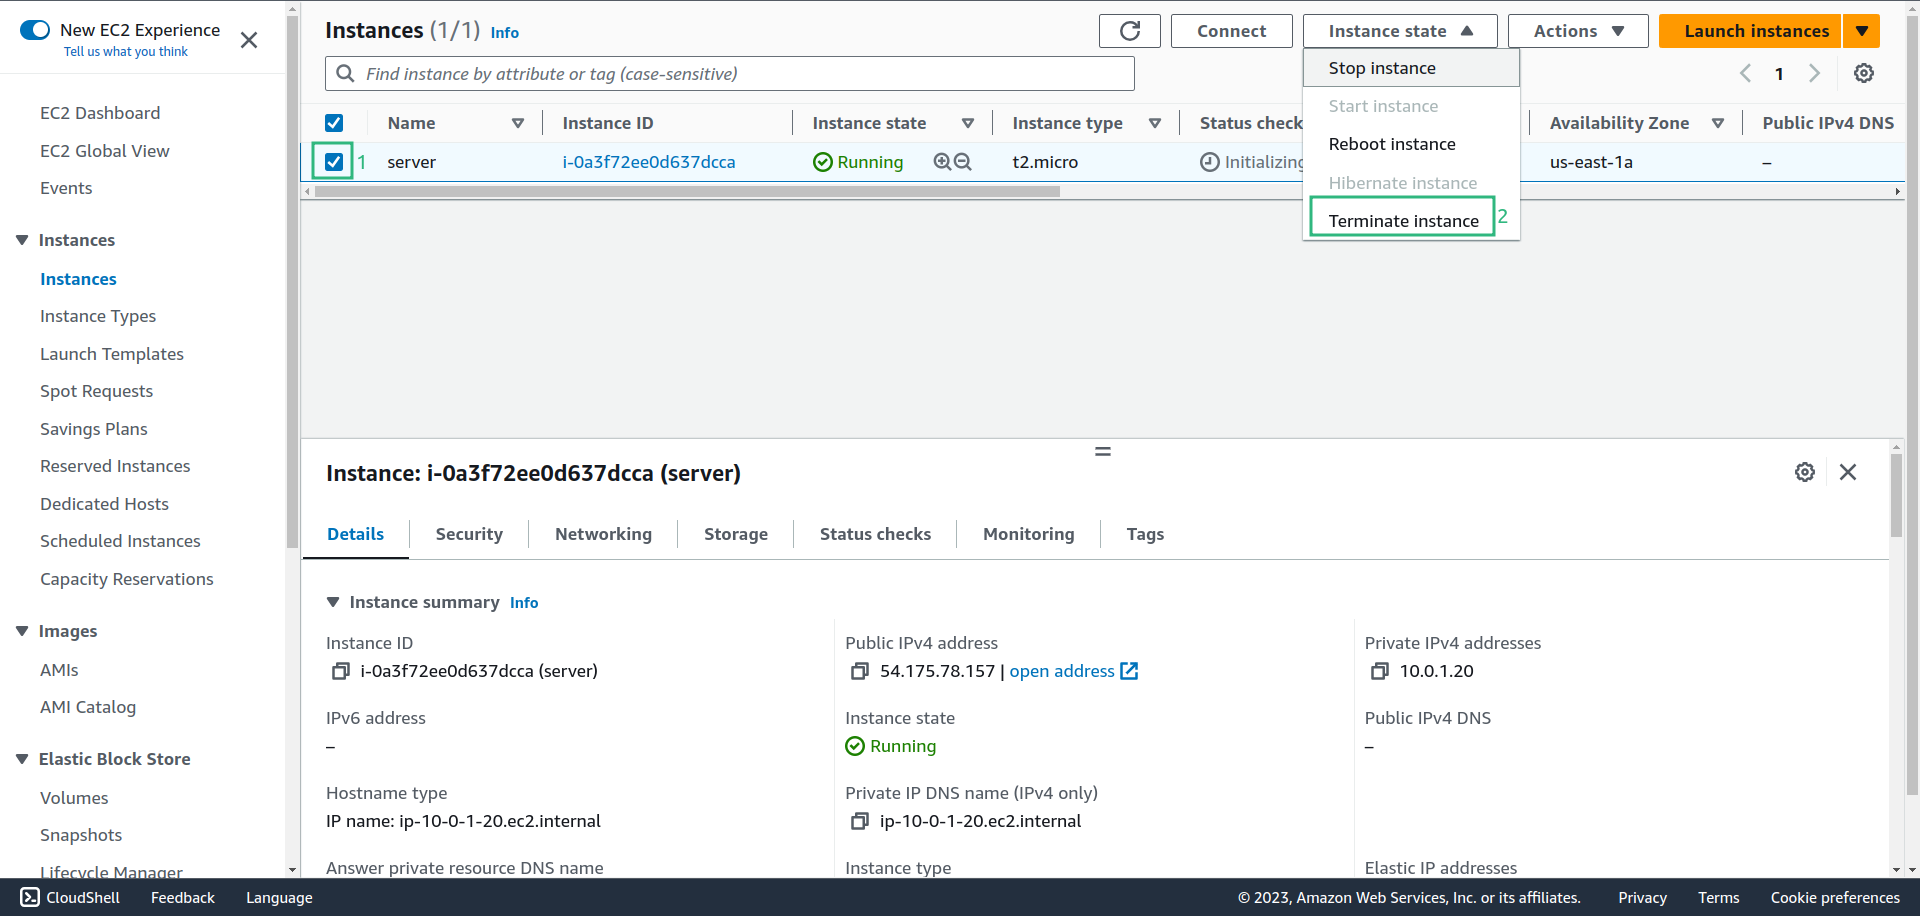 New EC2 Experience
Tell us what you think
EC2 Dashboard
EC2 Global View
Events
Instances
Instances
Instance Types
Launch Templates
Spot Requests
Savings Plans
Reserved Instances
Dedicated Hosts
Scheduled Instances
Capacity Reservations
Images
AMIs
AMI Catalog
Elastic Block Store
Volumes
Snapshots
Lifecycle Manager
Instances (1/1) Info
Connect
Instance state
Actions
Launch instances
Find instance by attribute or tag (case-sensitive)
1
Stop instance
Start instance
Reboot instance
Hibernate instance
Terminate instance 2
Name Instance ID Instance state Instance type Status check Availability Zone Public IPv4 DNS
1 server i-0a3f72ee0d637dcca Running t2.micro Initializing us-east-1a –
Instance: i-0a3f72ee0d637dcca (server)
Details Security Networking Storage Status checks Monitoring Tags
Instance summary Info
Instance ID
i-0a3f72ee0d637dcca (server)
Public IPv4 address
54.175.78.157 | open address
Private IPv4 addresses
10.0.1.20
IPv6 address
–
Instance state
Running
Public IPv4 DNS
–
Hostname type
IP name: ip-10-0-1-20.ec2.internal
Private IP DNS name (IPv4 only)
ip-10-0-1-20.ec2.internal
Answer private resource DNS name
Instance type
Elastic IP addresses
CloudShell Feedback Language © 2023, Amazon Web Services, Inc. or its affiliates. Privacy Terms Cookie preferences